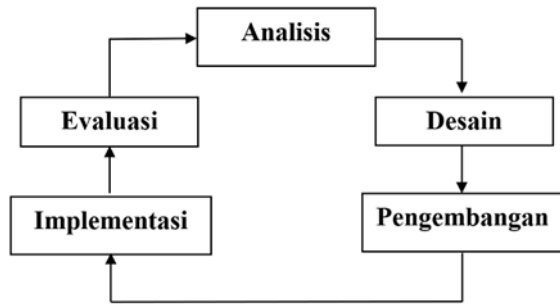 Analisis
Evaluasi
Desain
Implementasi
Pengembangan